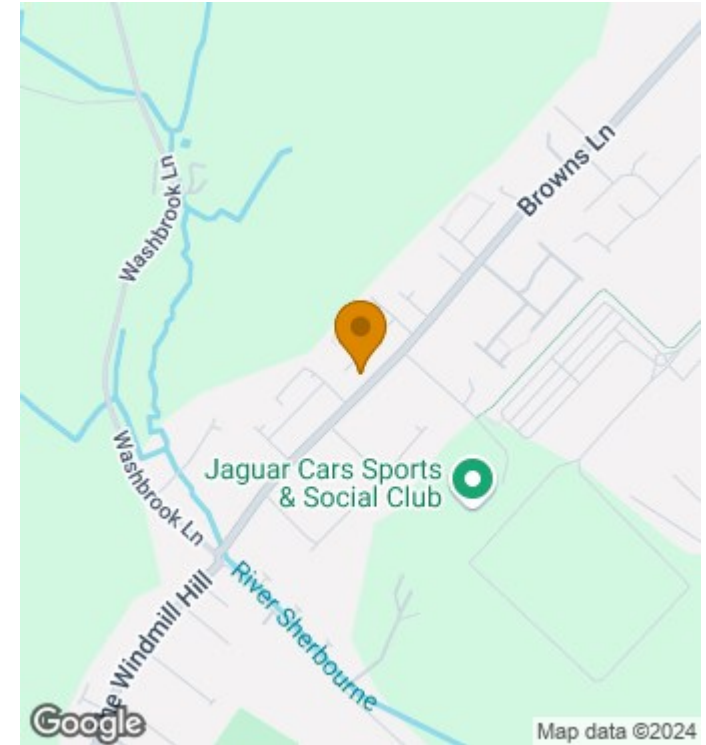 Washbrook Ln
Browns Ln
Jaguar Cars Sports
& Social Club
Washbrook Ln
River Sherbourne
he Windmill Hill
Google
Map data ©2024